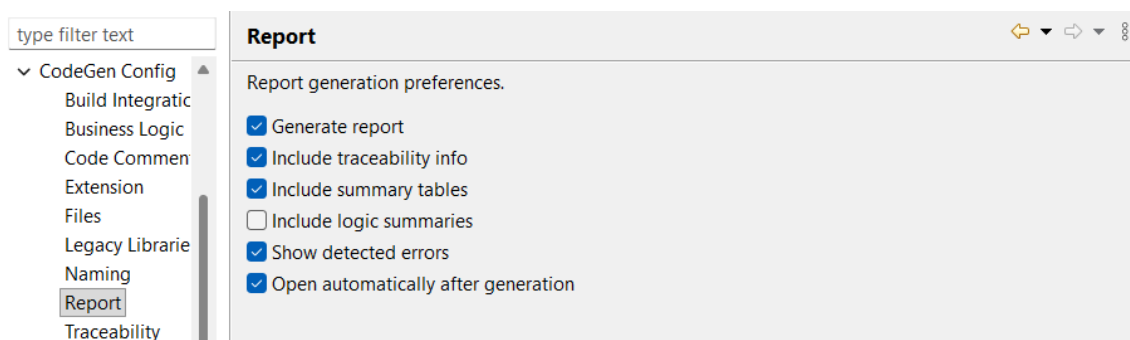 type filter text
CodeGen Config
Build Integratic
Business Logic
Code Commen
Extension
Files
Legacy Librarie
Naming
Report
Traceability
Report
Report generation preferences.
Generate report
Include traceability info
Include summary tables
Include logic summaries
Show detected errors
Open automatically after generation